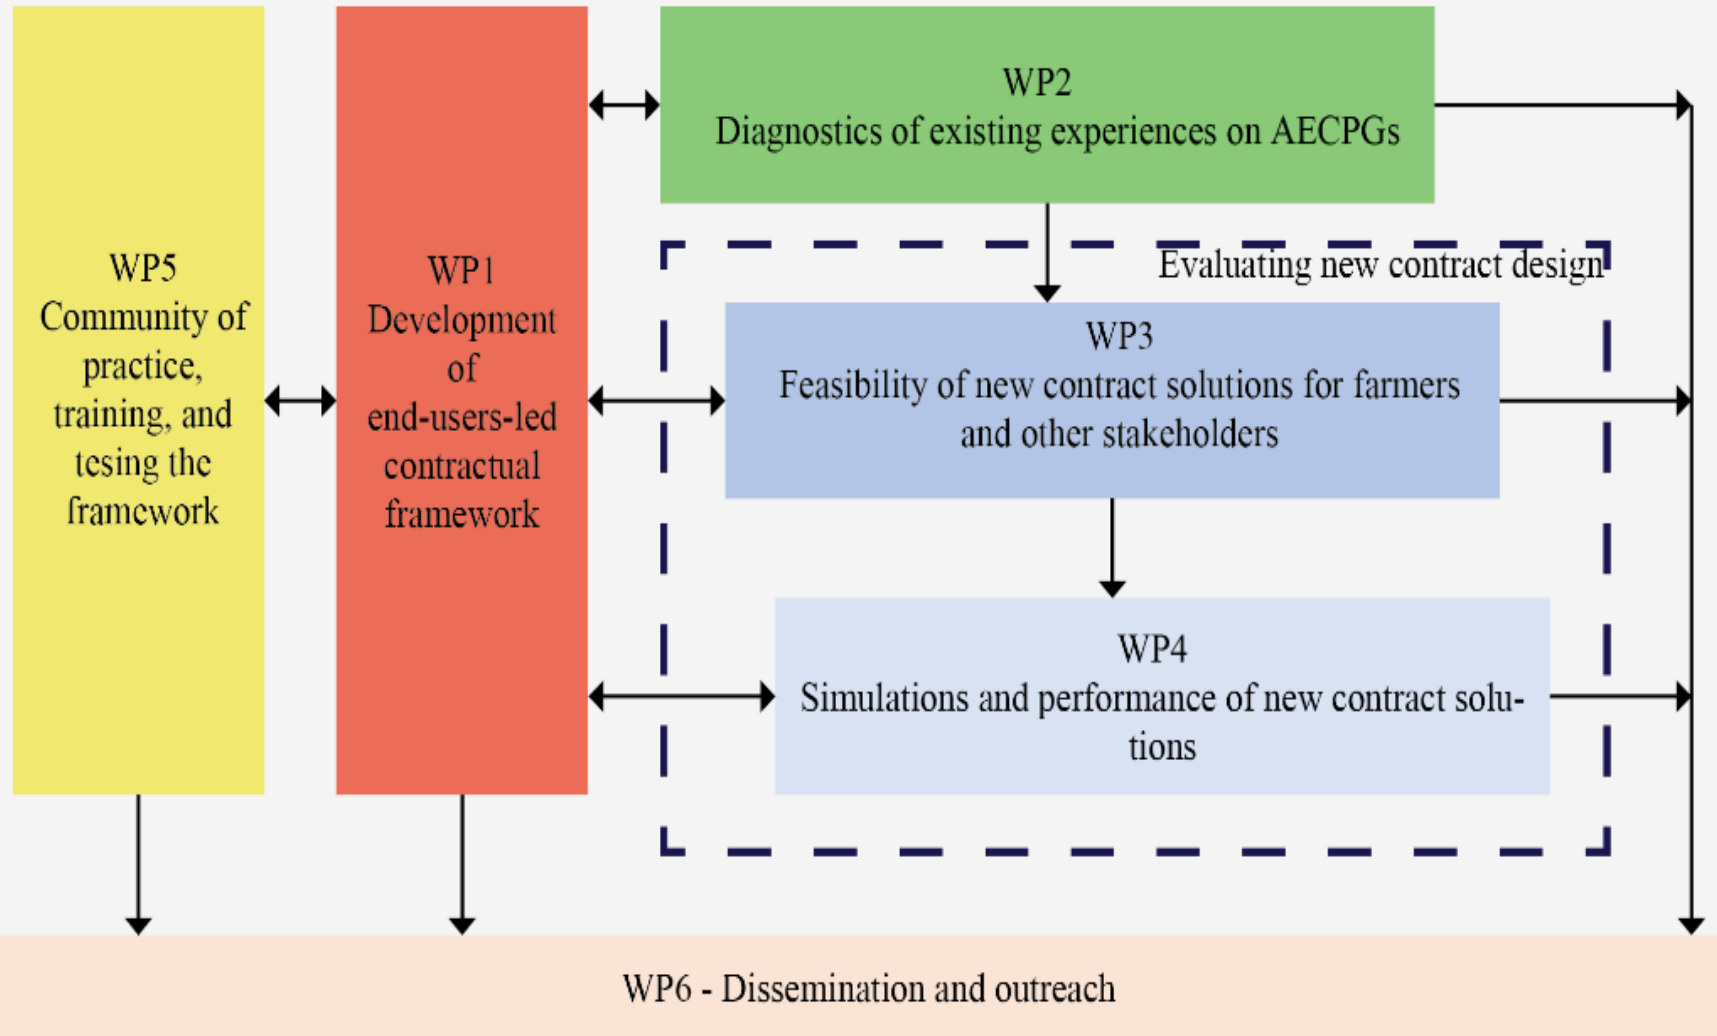 WP2
Diagnostics of existing experiences on AECPGs
Evaluating new contract design
WP5
Community of
practice,
training, and
tesing the
framework
WP1
Development
of
end-users-led
contractual
framework
WP3
Feasibility of new contract solutions for farmers
and other stakeholders
WP4
Simulations and performance of new contract solu-
tions
WP6 - Dissemination and outreach